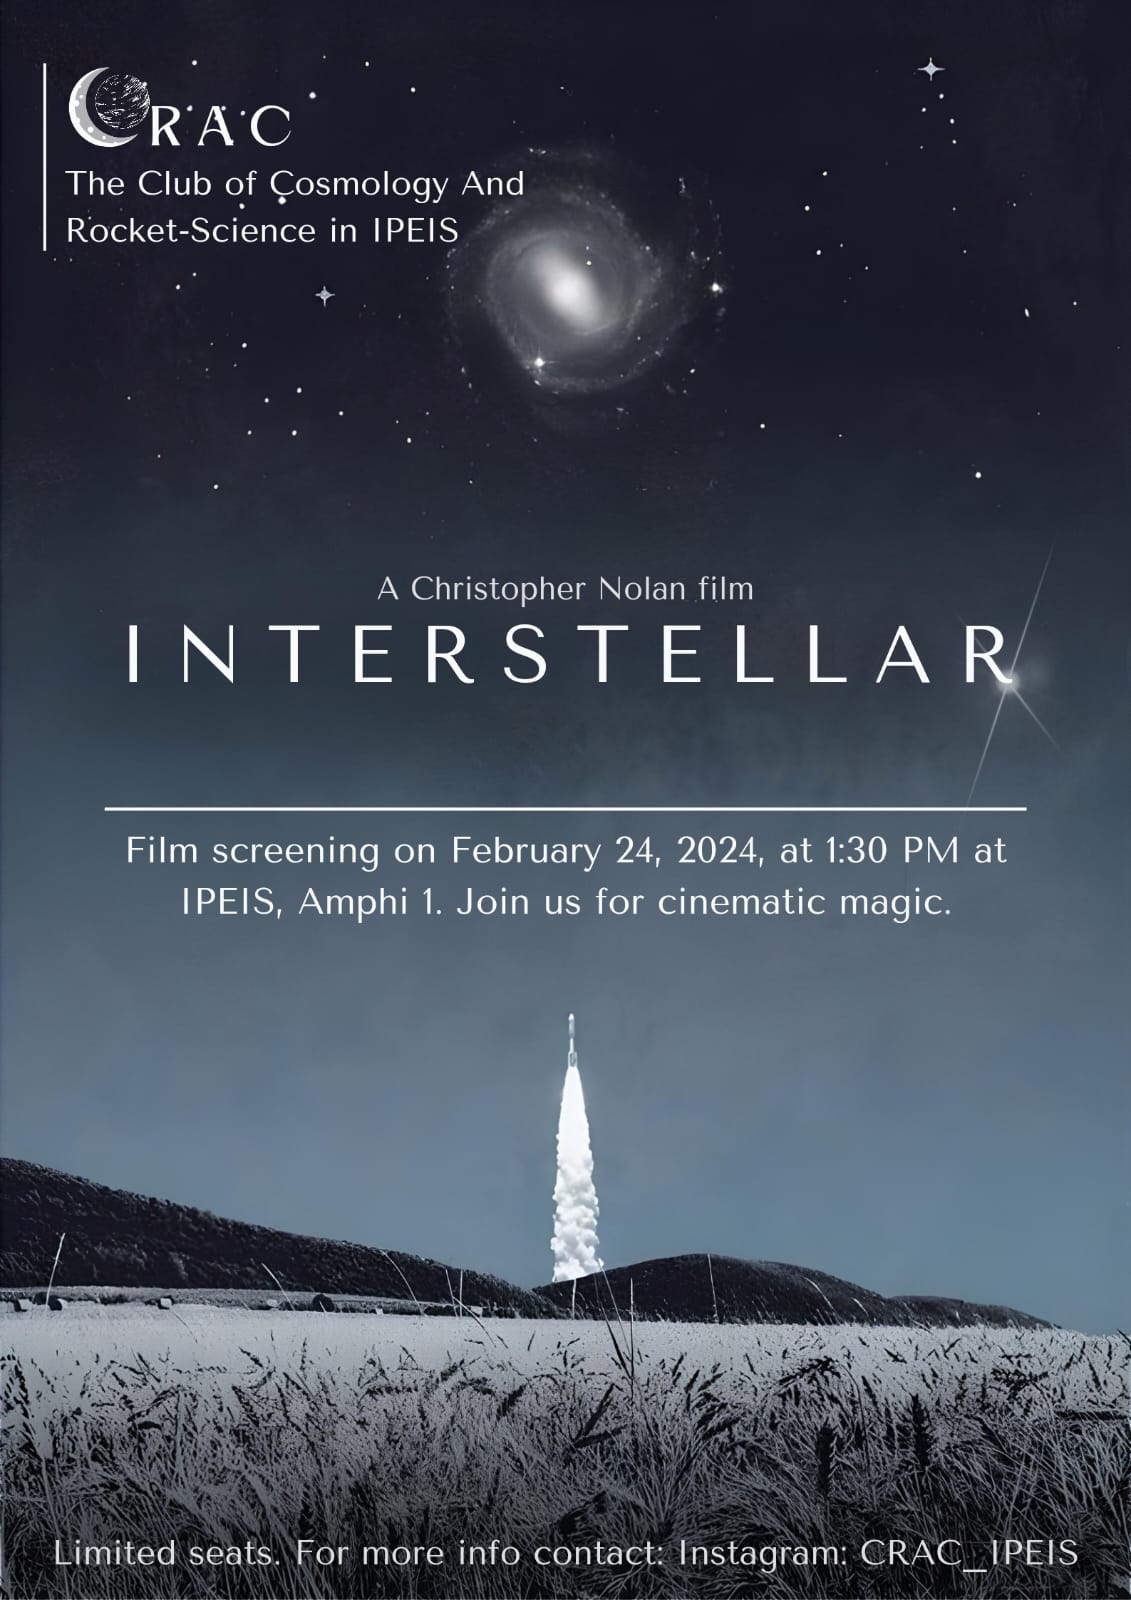 CRAC
The Club of Cosmology And
Rocket-Science in IPEIS
A Christopher Nolan film
INTERSTELLAR
Film screening on February 24, 2024, at 1:30 PM at
IPEIS, Amphi 1. Join us for cinematic magic.
Limited seats. For more info contact: Instagram: CRAC_IPEIS